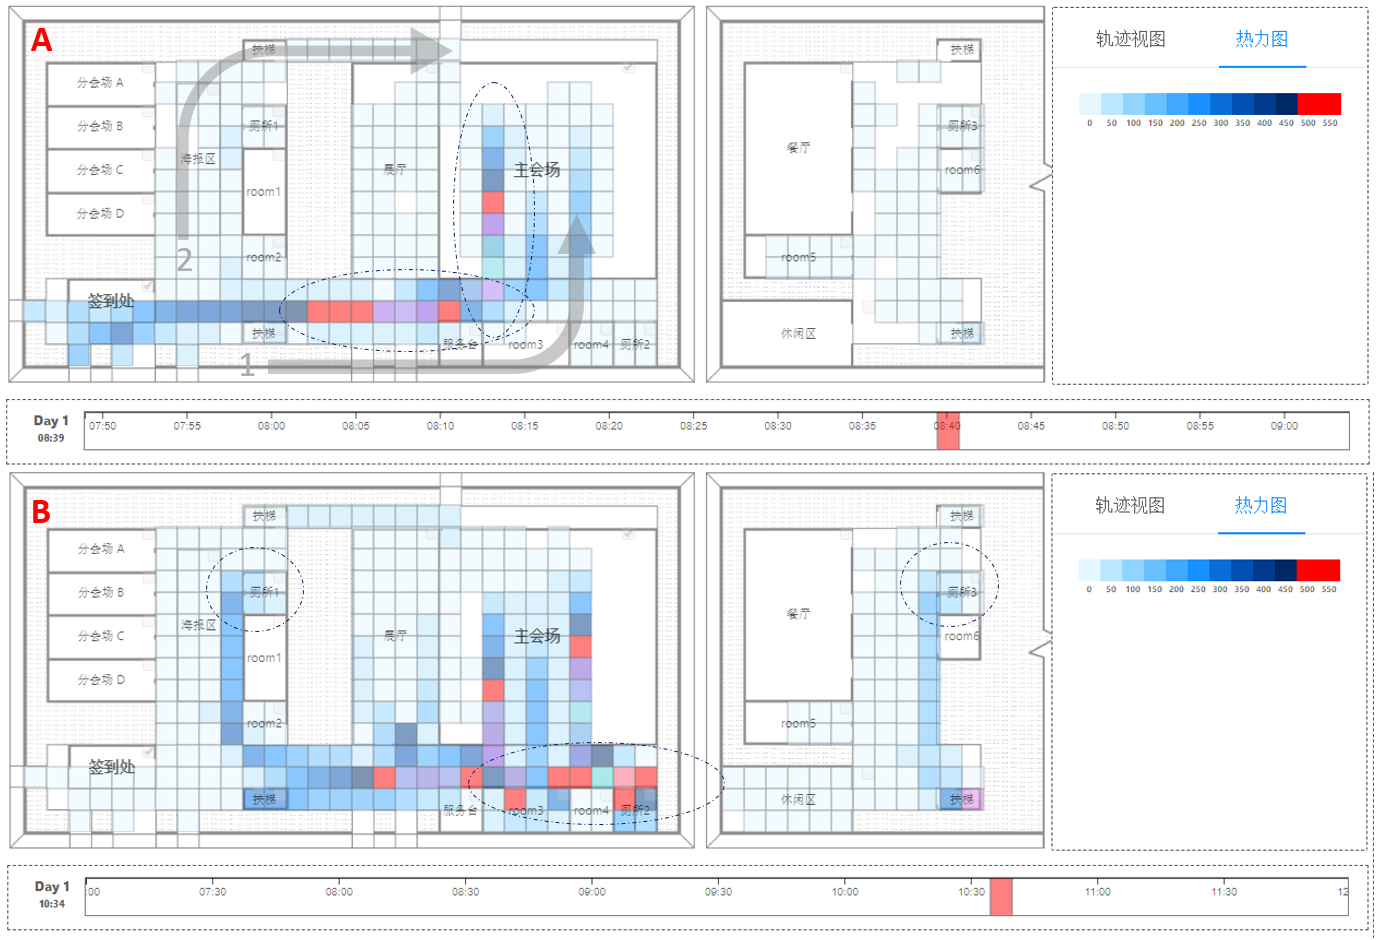 A
扶梯
分会场 A
分会场 B
厕所1
海报区
分会场 C
room1
分会场 D
2
room2
展厅
主会场
签到处
扶梯
1
服务台
room3
room4
厕所2
扶梯
餐厅
厕所3
room6
room5
休闲区
扶梯
轨迹视图
热力图
0 50 100 150 200 250 300 350 400 450 500 550
Day 1
08:39
07:50 07:55 08:00 08:05 08:10 08:15 08:20 08:25 08:30 08:35 08:40 08:45 08:50 08:55 09:00
B
扶梯
分会场 A
分会场 B
厕所1
海报区
分会场 C
room1
分会场 D
room2
展厅
主会场
签到处
扶梯
服务台
room3
room4
厕所2
扶梯
餐厅
厕所3
room6
room5
休闲区
扶梯
轨迹视图
热力图
0 50 100 150 200 250 300 350 400 450 500 550
Day 1
10:34
:00 07:30 08:00 08:30 09:00 09:30 10:00 10:30 11:00 11:30 12